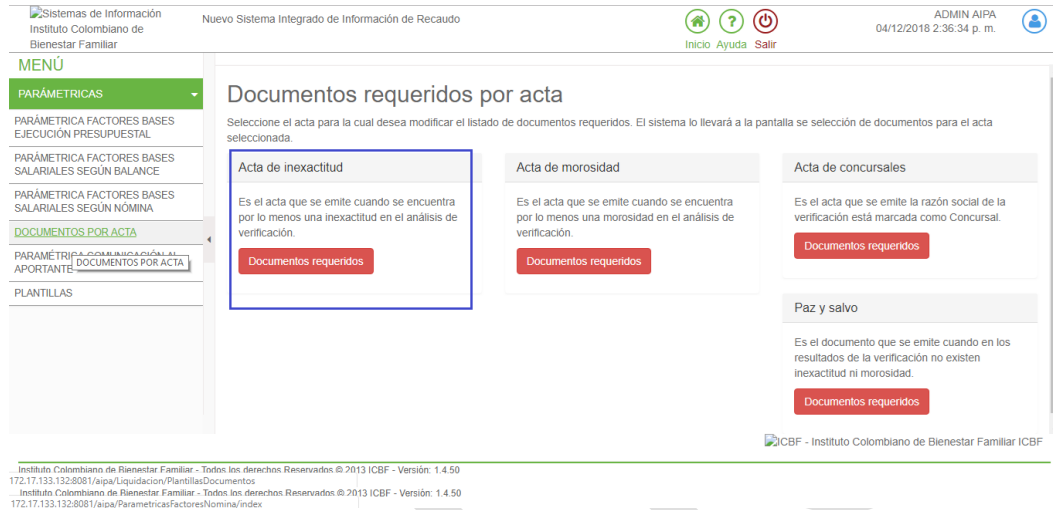 Sistemas de Información
Instituto Colombiano de
Bienestar Familiar
Nuevo Sistema Integrado de Información de Recaudo
Inicio Ayuda Salir
ADMIN AIPA
04/12/2018 2:36:34 p. m.
MENÚ
PARÁMETRICAS
PARÁMETRICA FACTORES BASES
EJECUCIÓN PRESUPUESTAL
PARÁMETRICA FACTORES BASES
SALARIALES SEGÚN BALANCE
PARÁMETRICA FACTORES BASES
SALARIALES SEGÚN NÓMINA
DOCUMENTOS POR ACTA
PARAMÉTRICA COMUNICACIÓN AL
APORTANTE
DOCUMENTOS POR ACTA
PLANTILLAS
Documentos requeridos por acta
Seleccione el acta para la cual desea modificar el listado de documentos requeridos. El sistema lo llevará a la pantalla se selección de documentos para el acta
seleccionada.
Acta de inexactitud
Es el acta que se emite cuando se encuentra
por lo menos una inexactitud en el análisis de
verificación.
Documentos requeridos
Acta de morosidad
Es el acta que se emite cuando se encuentra
por lo menos una morosidad en el análisis de
verificación.
Documentos requeridos
Acta de concursales
Es el acta que se emite la razón social de la
verificación está marcada como Concursal.
Documentos requeridos
Paz y salvo
Es el documento que se emite cuando en los
resultados de la verificación no existen
inexactitud ni morosidad.
Documentos requeridos
ICBF - Instituto Colombiano de Bienestar Familiar ICBF
Instituto Colombiano de Bienestar Familiar - Todos los derechos Reservados © 2013 ICBF - Versión: 1.4.50
172.17.133.132:8081/aipa/Liquidacion/PlantillasDocumentos
Instituto Colombiano de Bienestar Familiar - Todos los derechos Reservados © 2013 ICBF - Versión: 1.4.50
172.17.133.132:8081/aipa/ParametricasFactoresNomina/index